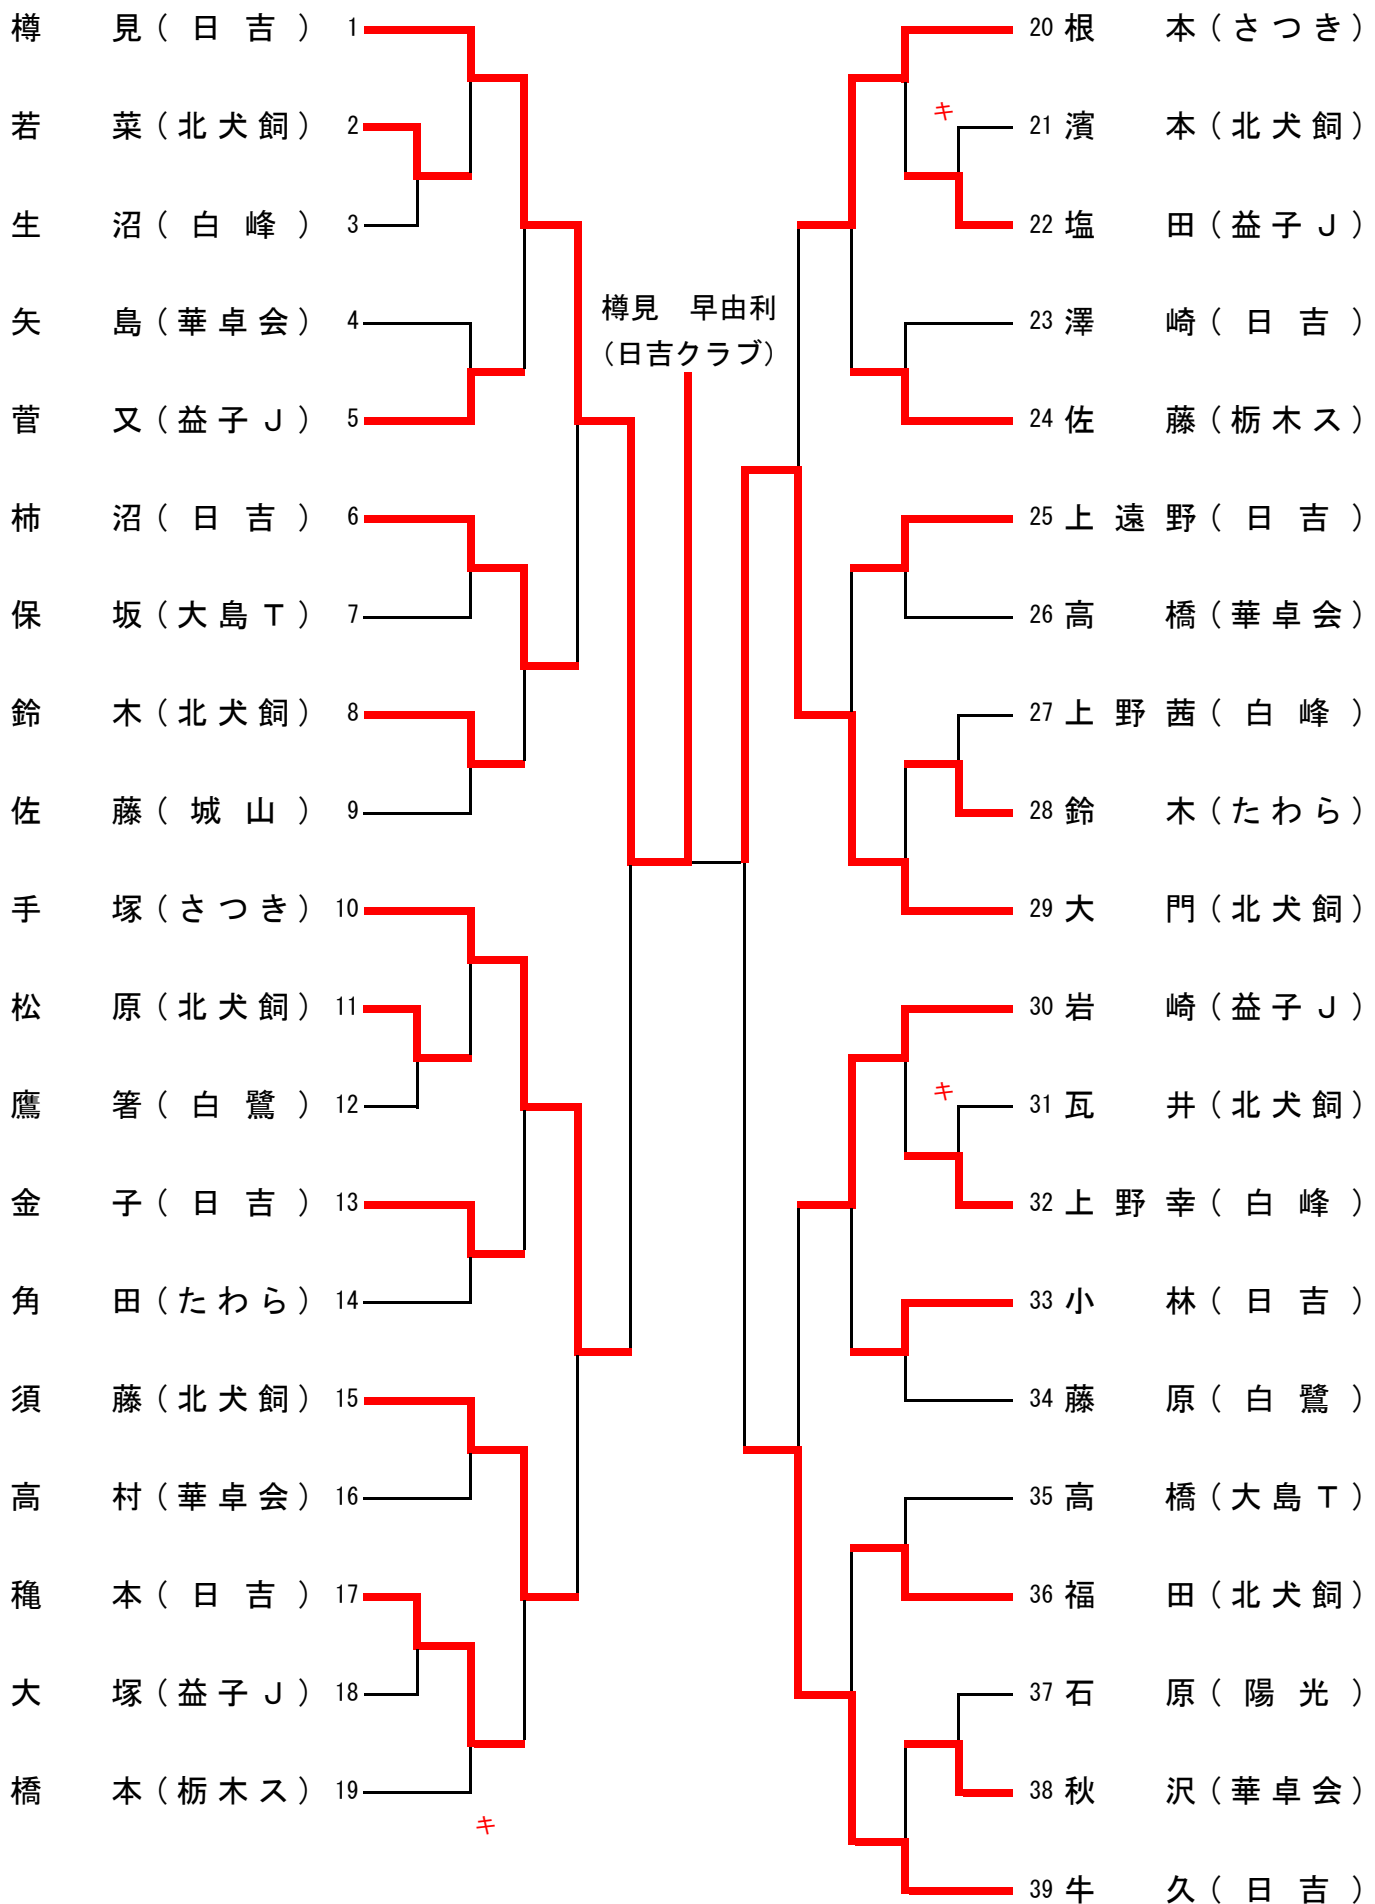 樽見（日吉） 1
若菜（北犬飼） 2
生沼（白峰） 3
矢島（華卓会） 4
菅又（益子Ｊ） 5
柿沼（日吉） 6
保坂（大島Ｔ） 7
鈴木（北犬飼） 8
佐藤（城山） 9
手塚（さつき） 10
松原（北犬飼） 11
鷹箸（白鷺） 12
金子（日吉） 13
角田（たわら） 14
須藤（北犬飼） 15
高村（華卓会） 16
穐本（日吉） 17
大塚（益子Ｊ） 18
橋本（栃木ス） 19
キ
樽見　早由利
（日吉クラブ）
20 根本（さつき）
キ
21 濱本（北犬飼）
22 塩田（益子Ｊ）
23 澤崎（日吉）
24 佐藤（栃木ス）
25 上遠野（日吉）
26 高橋（華卓会）
27 上野茜（白峰）
28 鈴木（たわら）
29 大門（北犬飼）
30 岩崎（益子Ｊ）
キ
31 瓦井（北犬飼）
32 上野幸（白峰）
33 小林（日吉）
34 藤原（白鷺）
35 高橋（大島Ｔ）
36 福田（北犬飼）
37 石原（陽光）
38 秋沢（華卓会）
39 牛久（日吉）